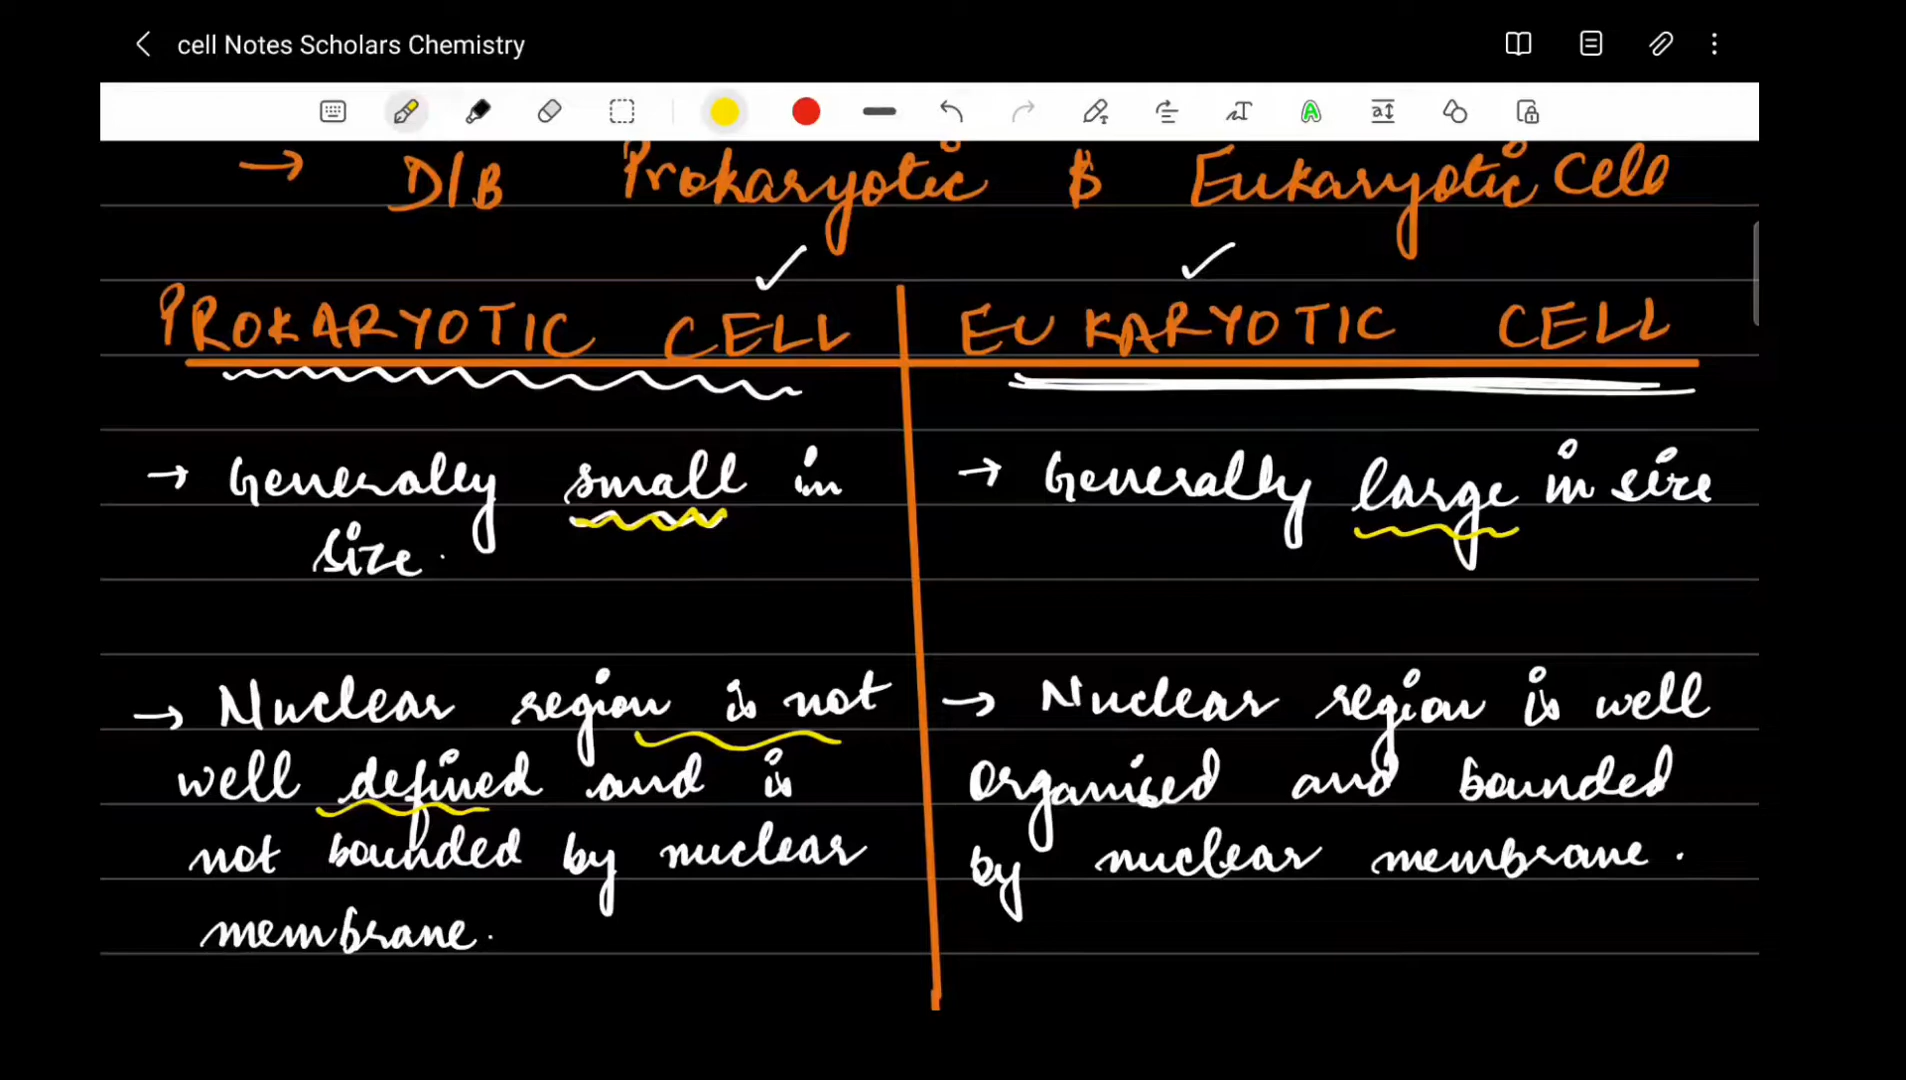 cell Notes Scholars Chemistry
→ D/B Prokaryotic & Eukaryotic Cell
PROKARYOTIC CELL
→ Generally small in
size.
→ Nuclear region is not
well defined and is
not bounded by nuclear
membrane.
EUKARYOTIC CELL
→ Generally large in size
→ Nuclear region is well
organised and bounded
by nuclear membrane.